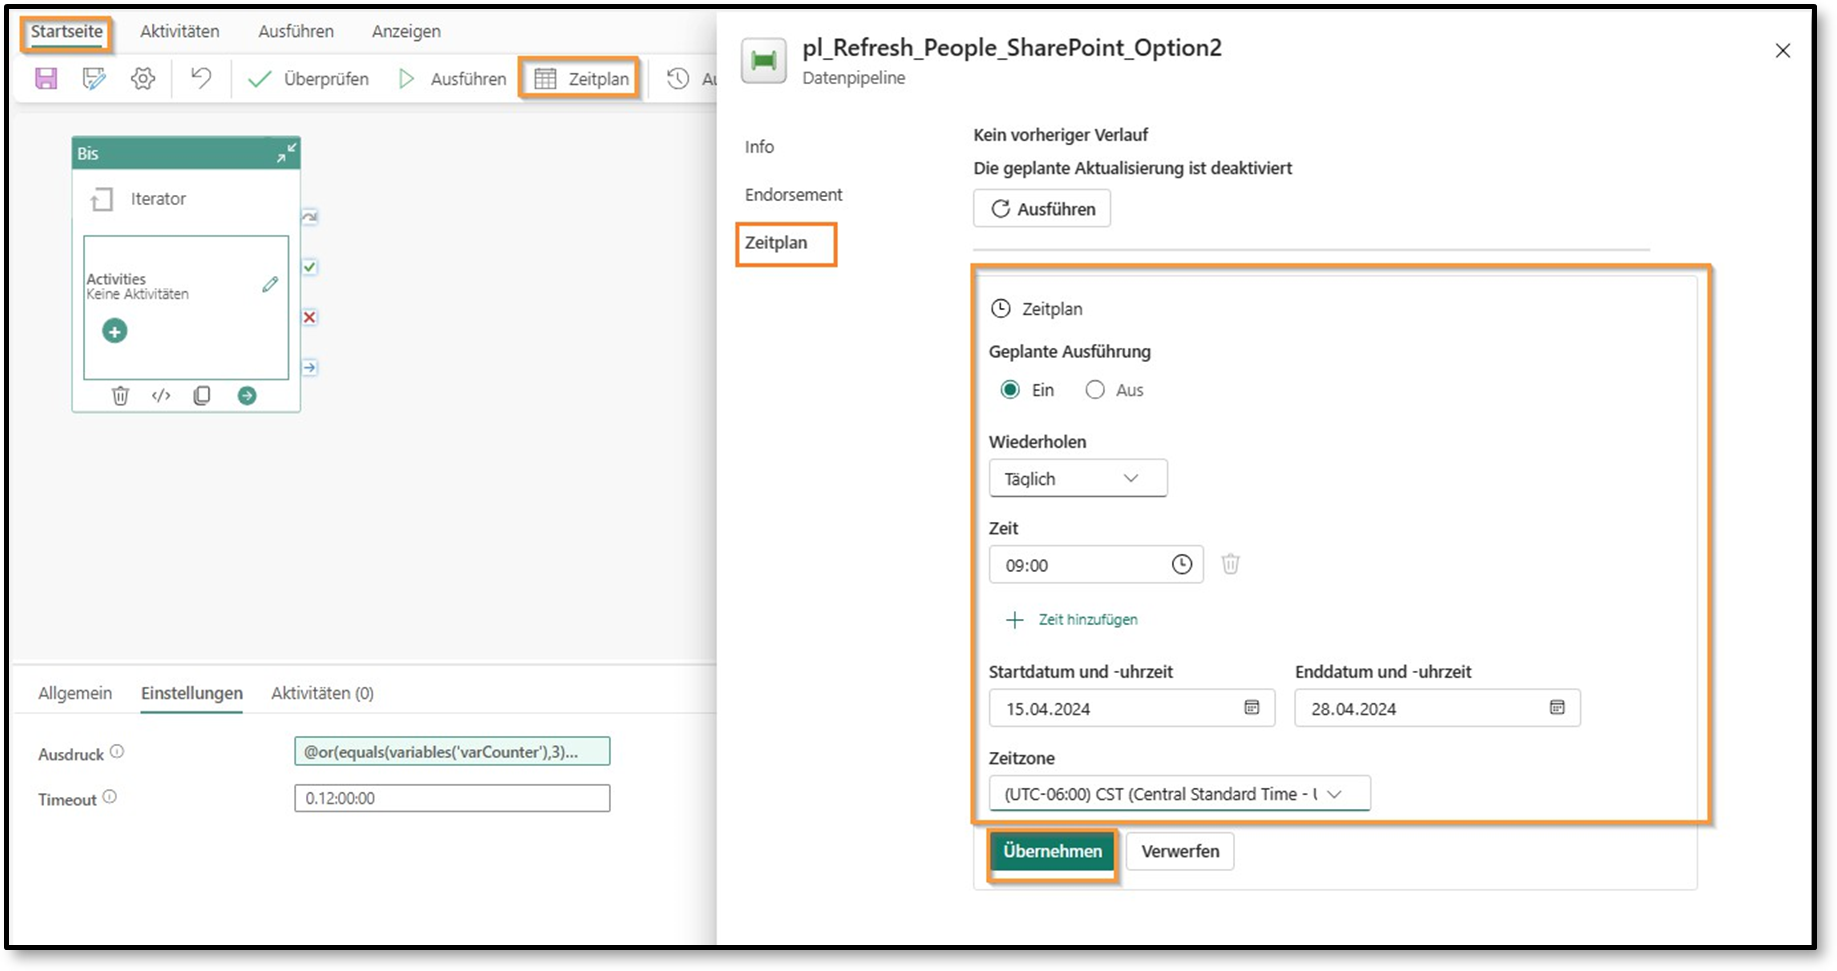 Startseite Aktivitäten Ausführen Anzeigen
Überprüfen Ausführen Zeitplan
Bis
Iterator
Activities
Keine Aktivitäten
Allgemein Einstellungen Aktivitäten (0)
Ausdruck @or(equals(variables('varCounter'),3)...
Timeout 0.12:00:00
pl_Refresh_People_SharePoint_Option2
Datenpipeline
Info
Endorsement
Zeitplan
Kein vorheriger Verlauf
Die geplante Aktualisierung ist deaktiviert
Ausführen
Zeitplan
Geplante Ausführung
Ein Aus
Wiederholen
Täglich
Zeit
09:00
Zeit hinzufügen
Startdatum und -uhrzeit Enddatum und -uhrzeit
15.04.2024 28.04.2024
Zeitzone
(UTC-06:00) CST (Central Standard Time - U
Übernehmen Verwerfen